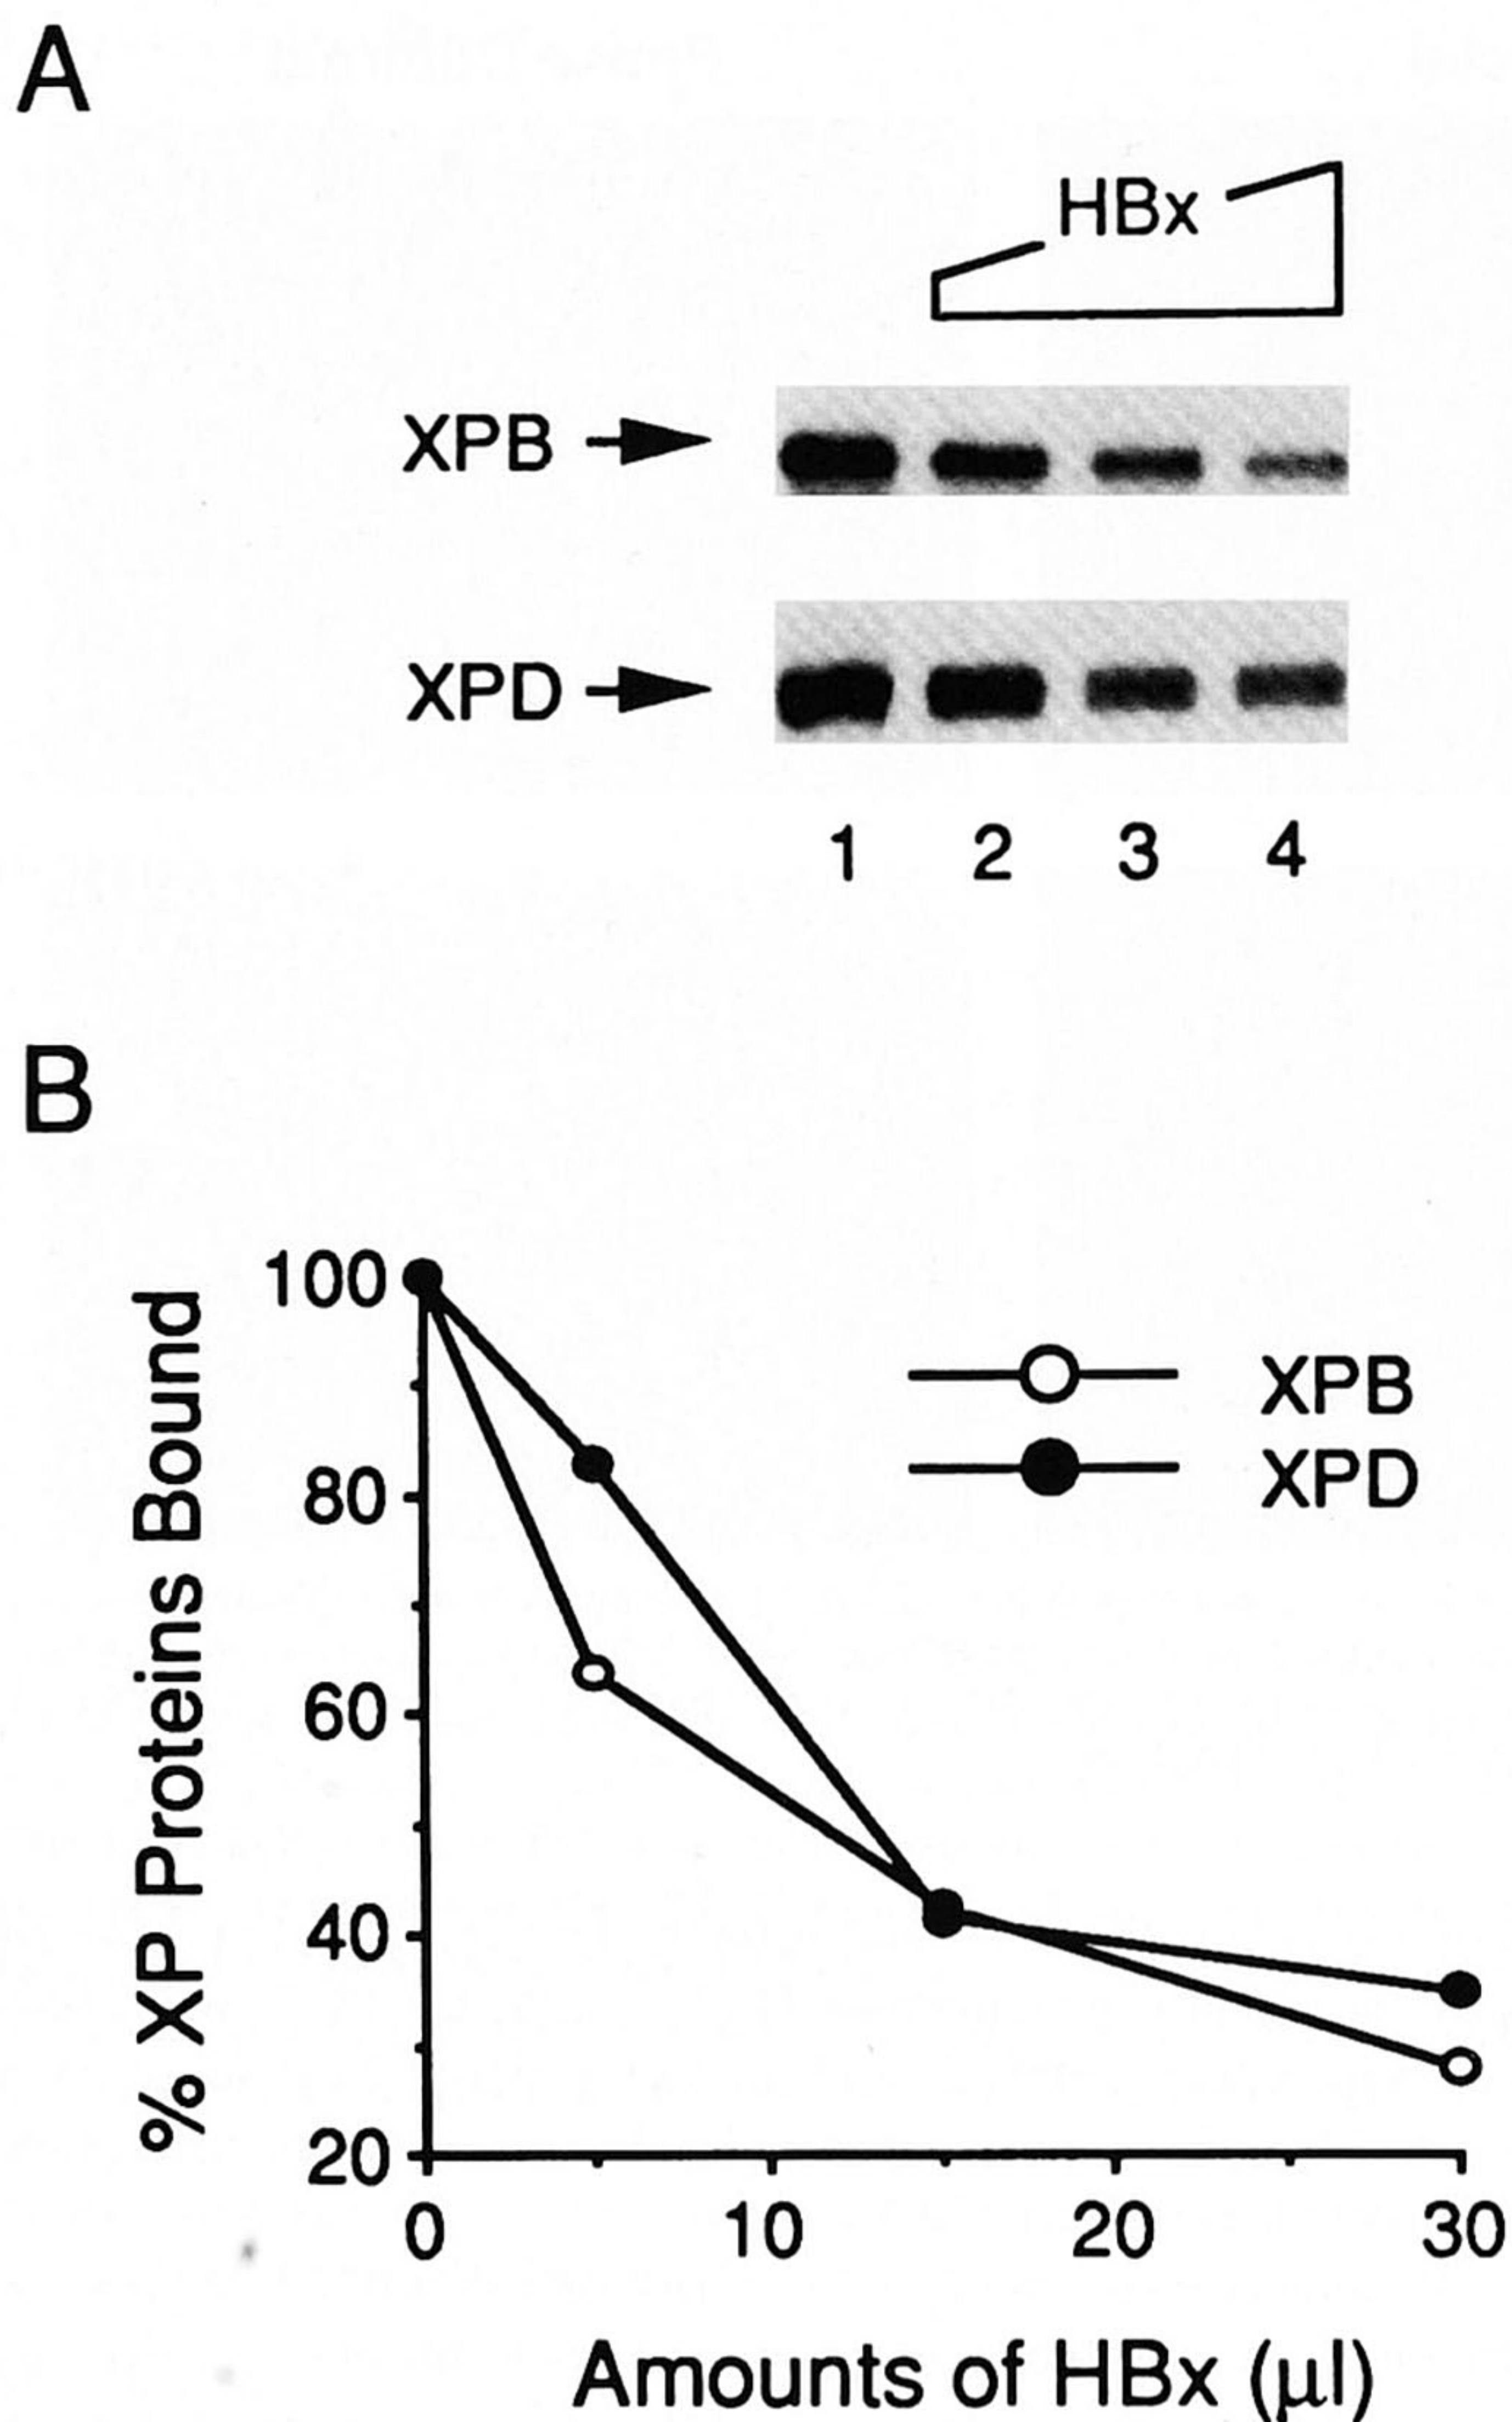 A
HBx
XPB
XPD
1 2 3 4
B
% XP Proteins Bound
100
80
60
40
20
0 10 20 30
XPB
XPD
Amounts of HBx (µl)